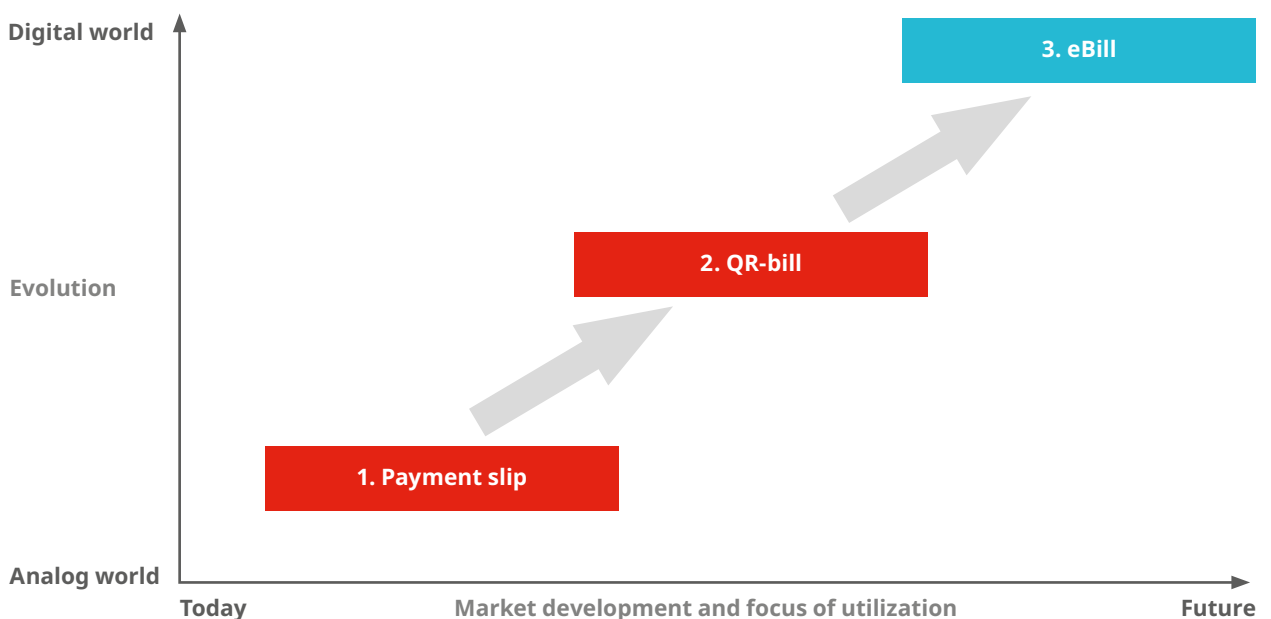 Digital world
3. eBill
2. QR-bill
Evolution
1. Payment slip
Analog world
Today
Market development and focus of utilization
Future